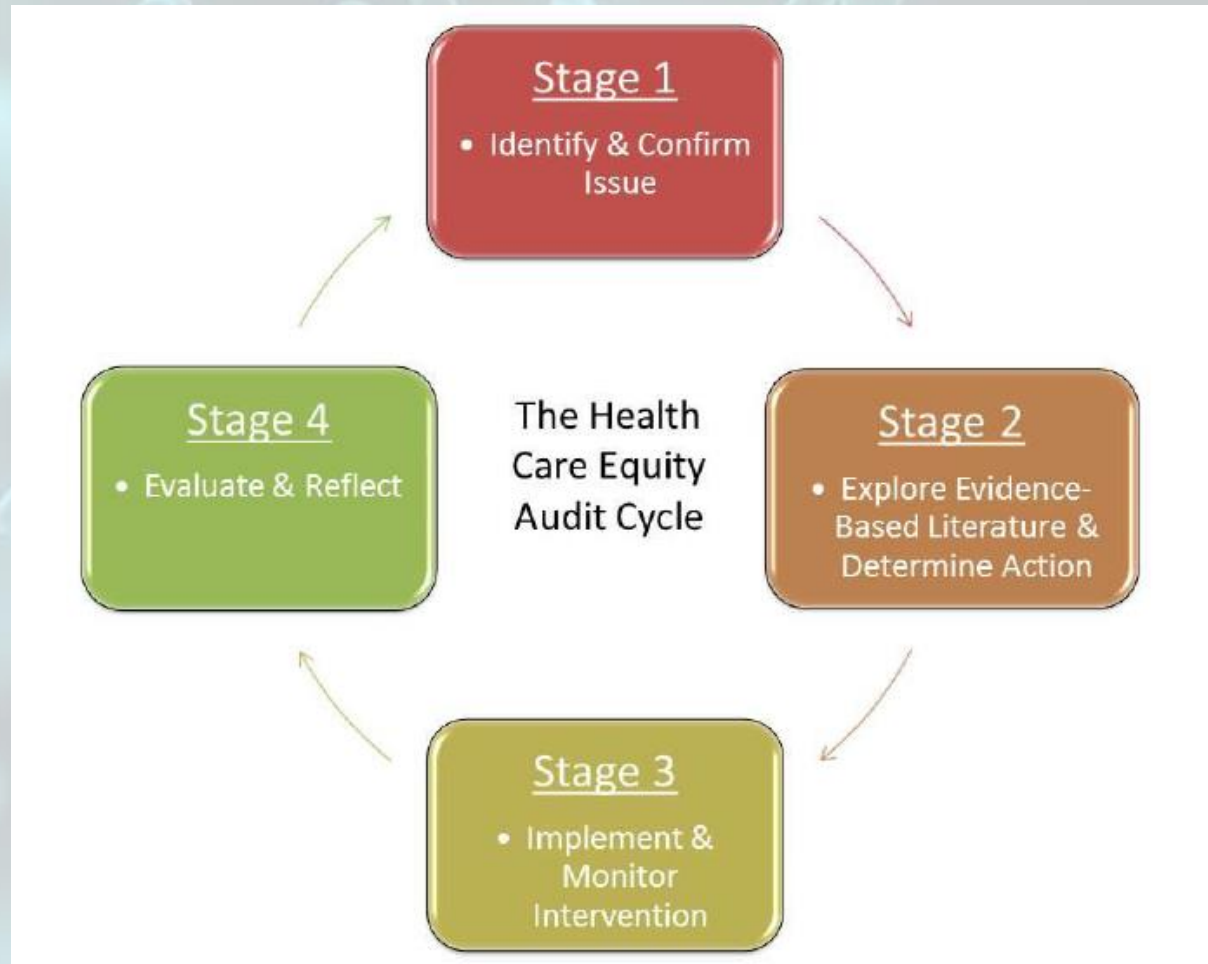 Stage 1
• Identify & Confirm
Issue
Stage 4
• Evaluate & Reflect
The Health
Care Equity
Audit Cycle
Stage 2
• Explore Evidence-
Based Literature &
Determine Action
Stage 3
• Implement &
Monitor
Intervention